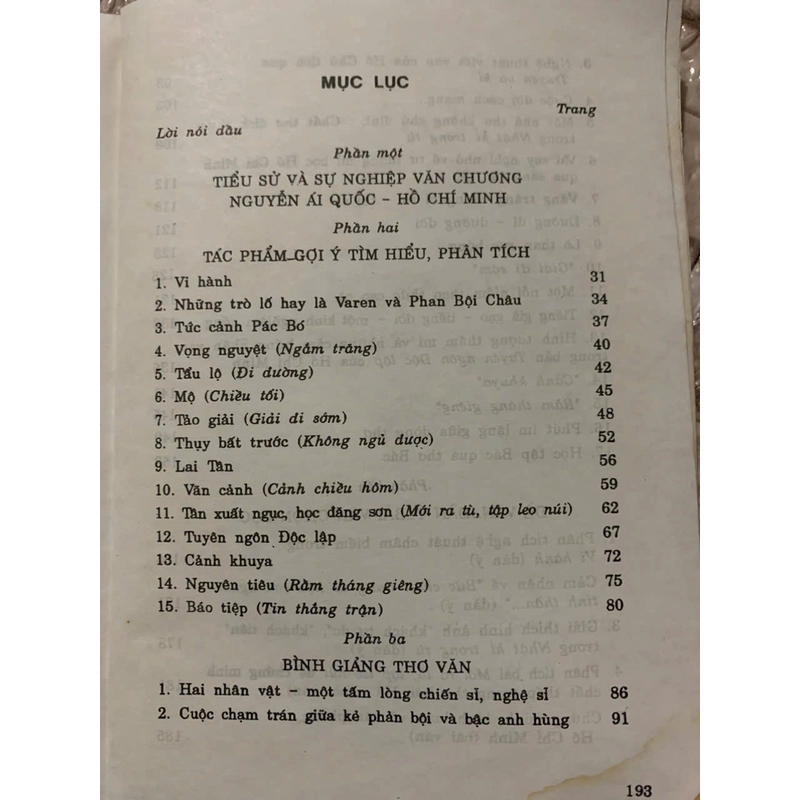 MỤC LỤC
Trang
Lời nói đầu
Phần một
TIỂU SỬ VÀ SỰ NGHIỆP VĂN CHƯƠNG
NGUYỄN ÁI QUỐC - HỒ CHÍ MINH
Phần hai
TÁC PHẨM-GỢI Ý TÌM HIỂU, PHÂN TÍCH
1. Vi hành 31
2. Những trò lố hay là Varen và Phan Bội Châu 34
3. Tức cảnh Pác Bó 37
4. Vọng nguyệt (Ngắm trăng) 40
5. Tẩu lộ (Đi đường) 42
6. Mộ (Chiều tối) 45
7. Tảo giải (Giải đi sớm) 48
8. Thụy bất trước (Không ngủ được) 52
9. Lai Tân 56
10. Vãn cảnh (Cảnh chiều hôm) 59
11. Tân xuất ngục, học đăng sơn (Mới ra tù, tập leo núi) 62
12. Tuyên ngôn Độc lập 67
13. Cảnh khuya 72
14. Nguyên tiêu (Rằm tháng giêng) 75
15. Báo tiệp (Tin thắng trận) 80
Phần ba
BÌNH GIẢNG THƠ VĂN
1. Hai nhân vật - một tấm lòng chiến sĩ, nghệ sĩ 86
2. Cuộc chạm trán giữa kẻ phản bội và bậc anh hùng 91
193